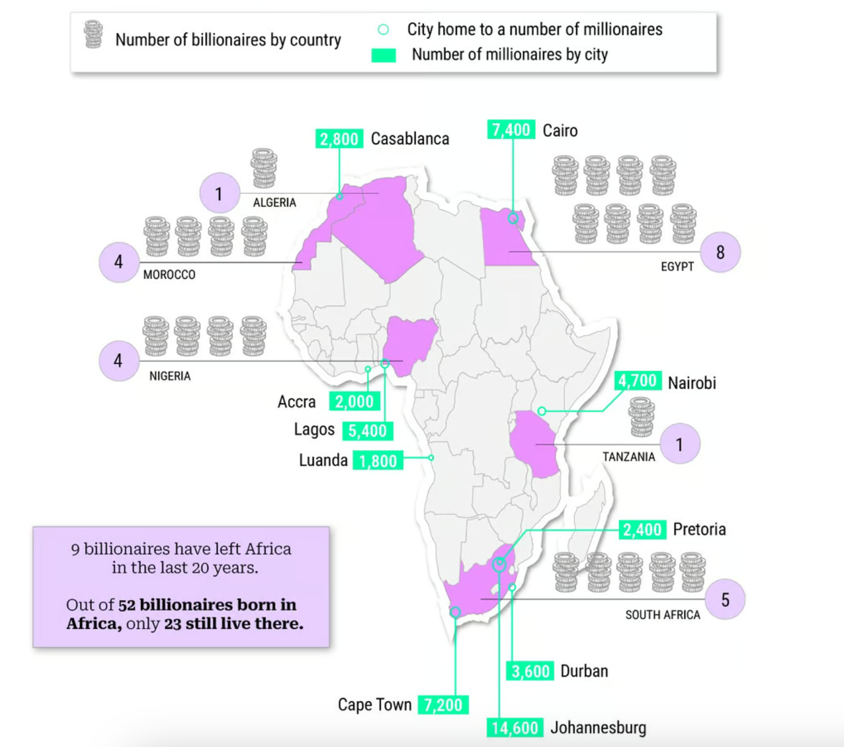 Number of billionaires by country
City home to a number of millionaires
Number of millionaires by city
2,800 Casablanca
7,400 Cairo
1
ALGERIA
4
MOROCCO
8
EGYPT
4
NIGERIA
Accra 2,000
Lagos 5,400
Luanda 1,800
4,700 Nairobi
1
TANZANIA
2,400 Pretoria
5
SOUTH AFRICA
9 billionaires have left Africa
in the last 20 years.
Out of 52 billionaires born in
Africa, only 23 still live there.
3,600 Durban
Cape Town 7,200
14,600 Johannesburg